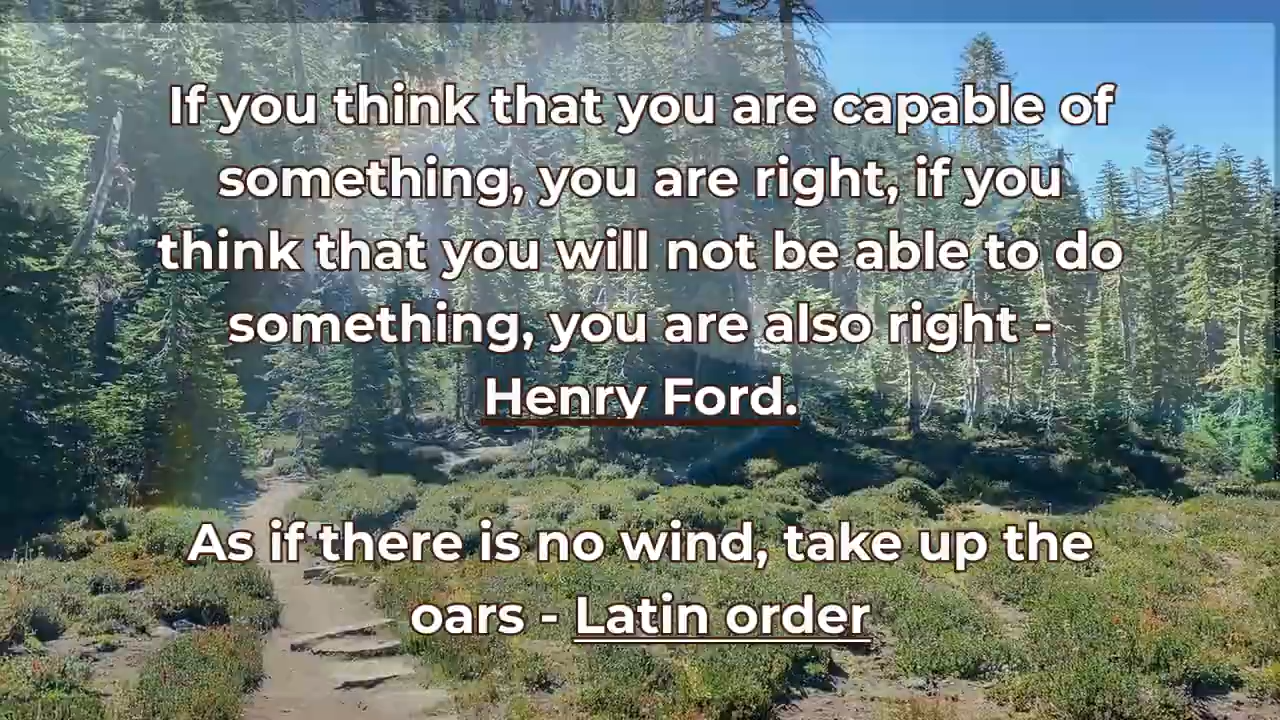 If you think that you are capable of
something, you are right, if you
think that you will not be able to do
something, you are also right -
Henry Ford.
As if there is no wind, take up the
oars - Latin order